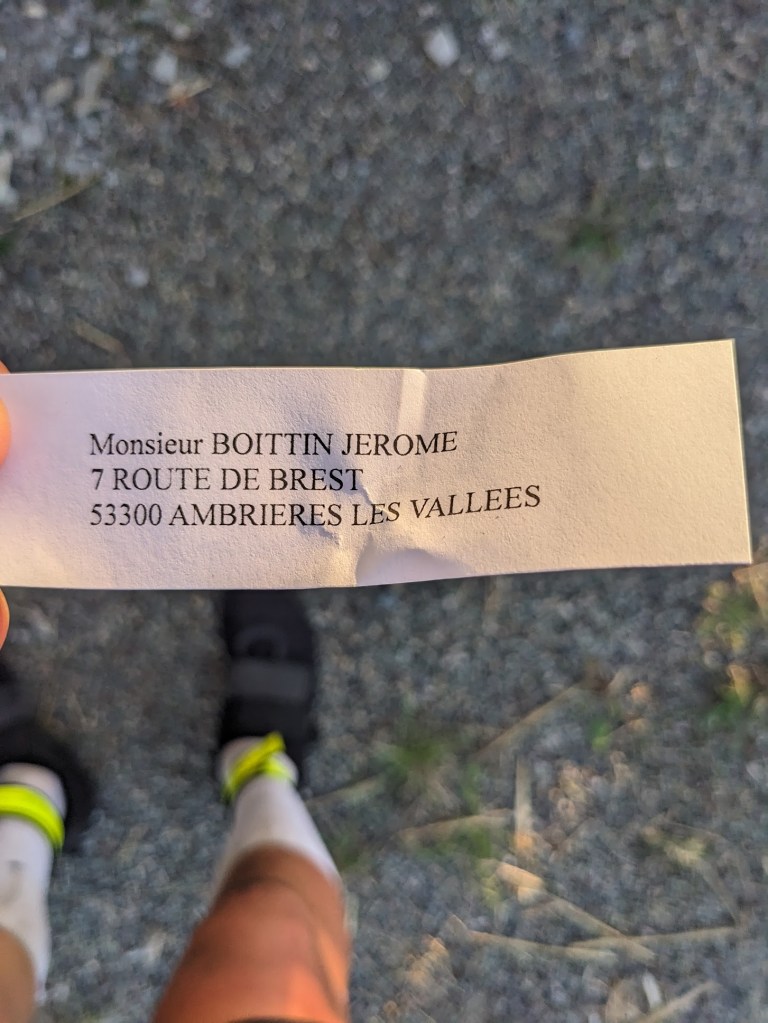 Monsieur BOITTIN JEROME
7 ROUTE DE BREST
53300 AMBRIERES LES VALLEES